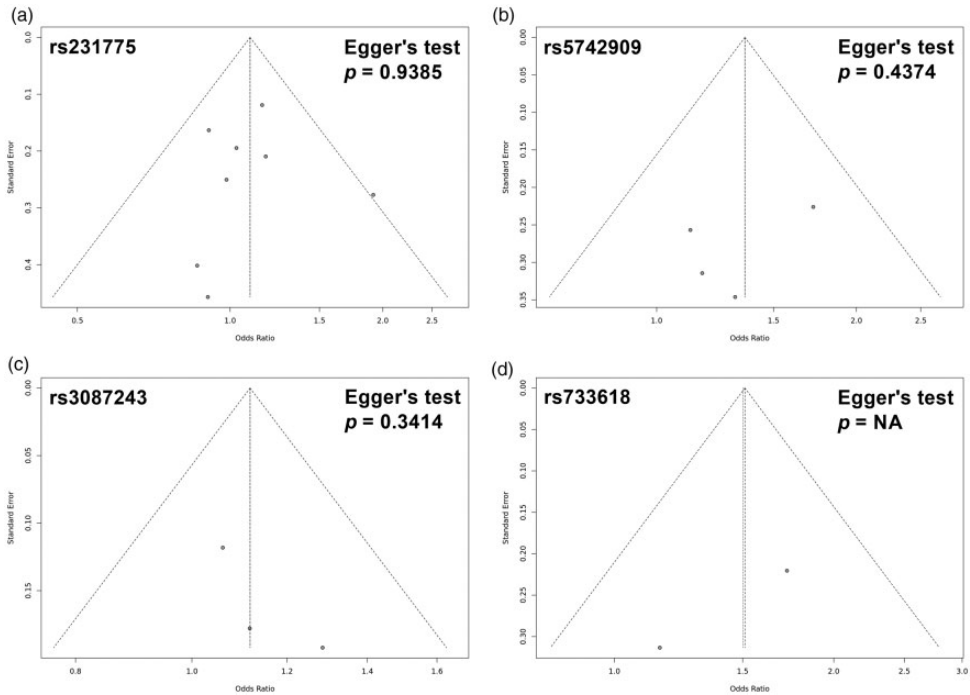 (a)
rs231775
Egger's test
p = 0.9385
Standard Error
0.0
0.1
0.2
0.3
0.4
0.5
1.0
1.5
2.0
2.5
Odds Ratio
(b)
rs5742909
Egger's test
p = 0.4374
Standard Error
0.00
0.05
0.10
0.15
0.20
0.25
0.30
0.35
1.0
1.5
2.0
2.5
Odds Ratio
(c)
rs3087243
Egger's test
p = 0.3414
Standard Error
0.00
0.05
0.10
0.15
0.8
1.0
1.2
1.4
1.6
Odds Ratio
(d)
rs733618
Egger's test
p = NA
Standard Error
0.00
0.05
0.10
0.15
0.20
0.25
0.30
1.0
1.5
2.0
2.5
3.0
Odds Ratio